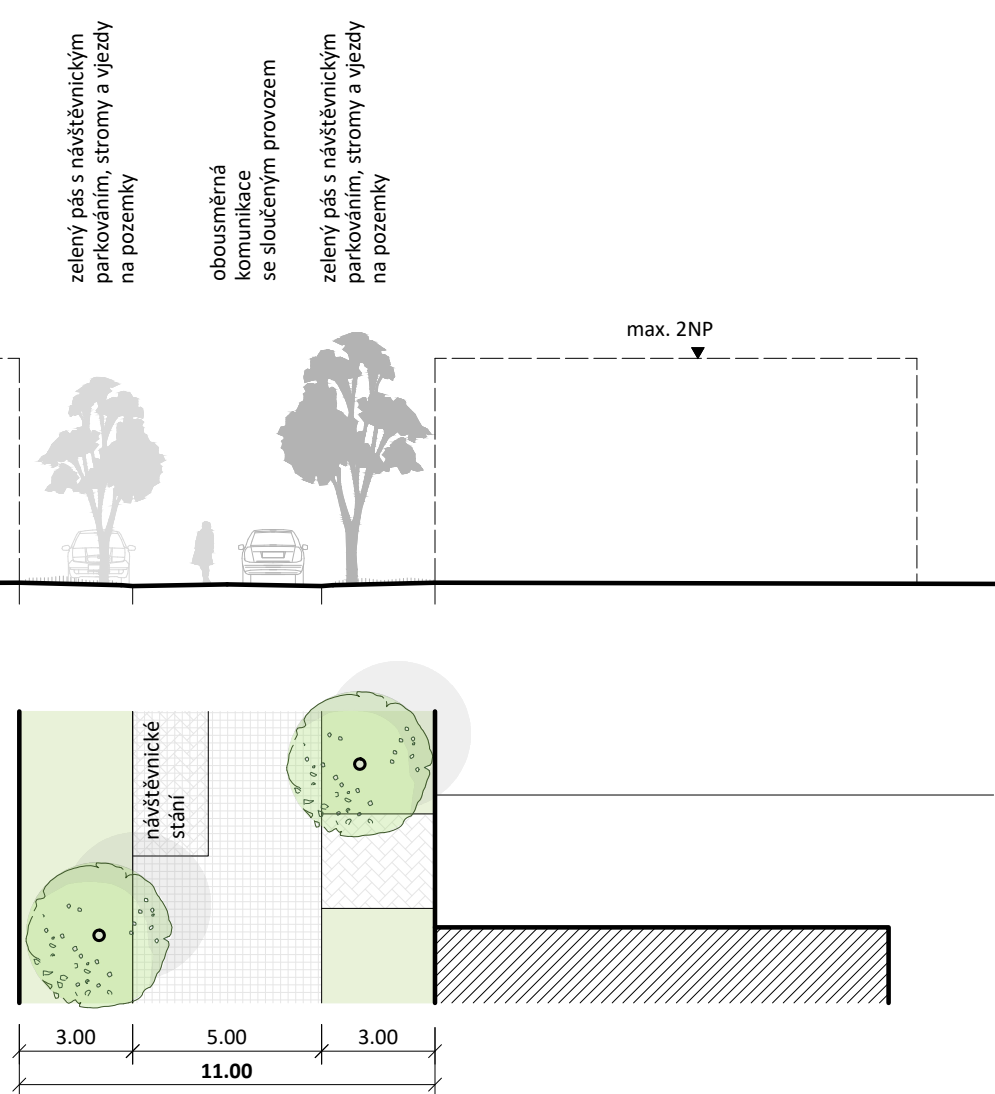 zelený pás s návštěvnickým
parkováním, stromy a vjezdy
na pozemky
obousměrná
komunikace
se sloučeným provozem
zelený pás s návštěvnickým
parkováním, stromy a vjezdy
na pozemky
max. 2NP
návštěvnické
stání
3.00
5.00
3.00
11.00